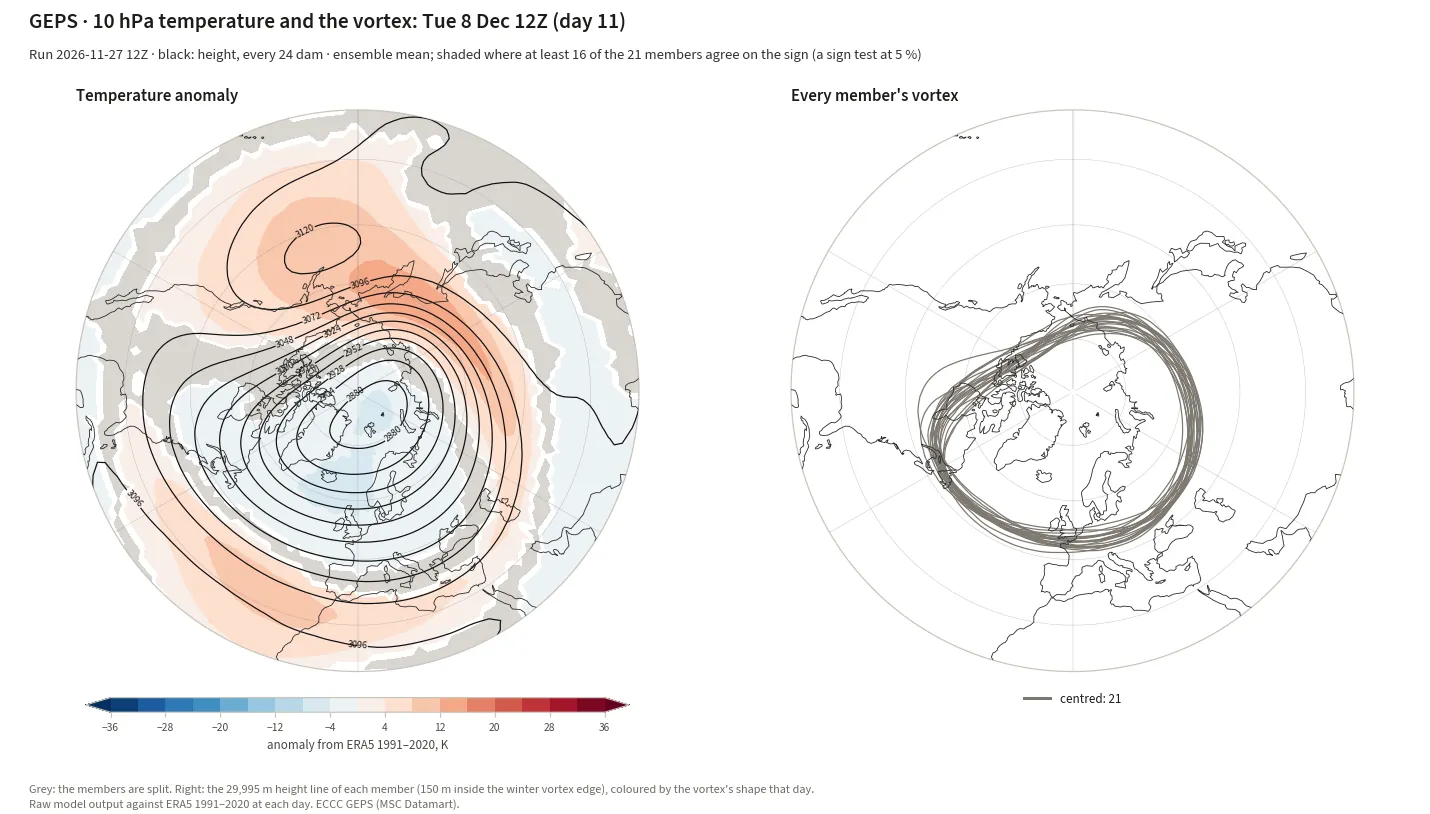 GEPS · 10 hPa temperature and the vortex: Tue 8 Dec 12Z (day 11)
Run 2026-11-27 12Z · black: height, every 24 dam · ensemble mean; shaded where at least 16 of the 21 members agree on the sign (a sign test at 5 %)
Temperature anomaly
Every member's vortex
3120
3096
3072
3024
3048
2952
2928
2880
2880
3096
3096
centred: 21
−36 −28 −20 −12 −4 4 12 20 28 36
anomaly from ERA5 1991–2020, K
Grey: the members are split. Right: the 29,995 m height line of each member (150 m inside the winter vortex edge), coloured by the vortex's shape that day.
Raw model output against ERA5 1991–2020 at each day. ECCC GEPS (MSC Datamart).